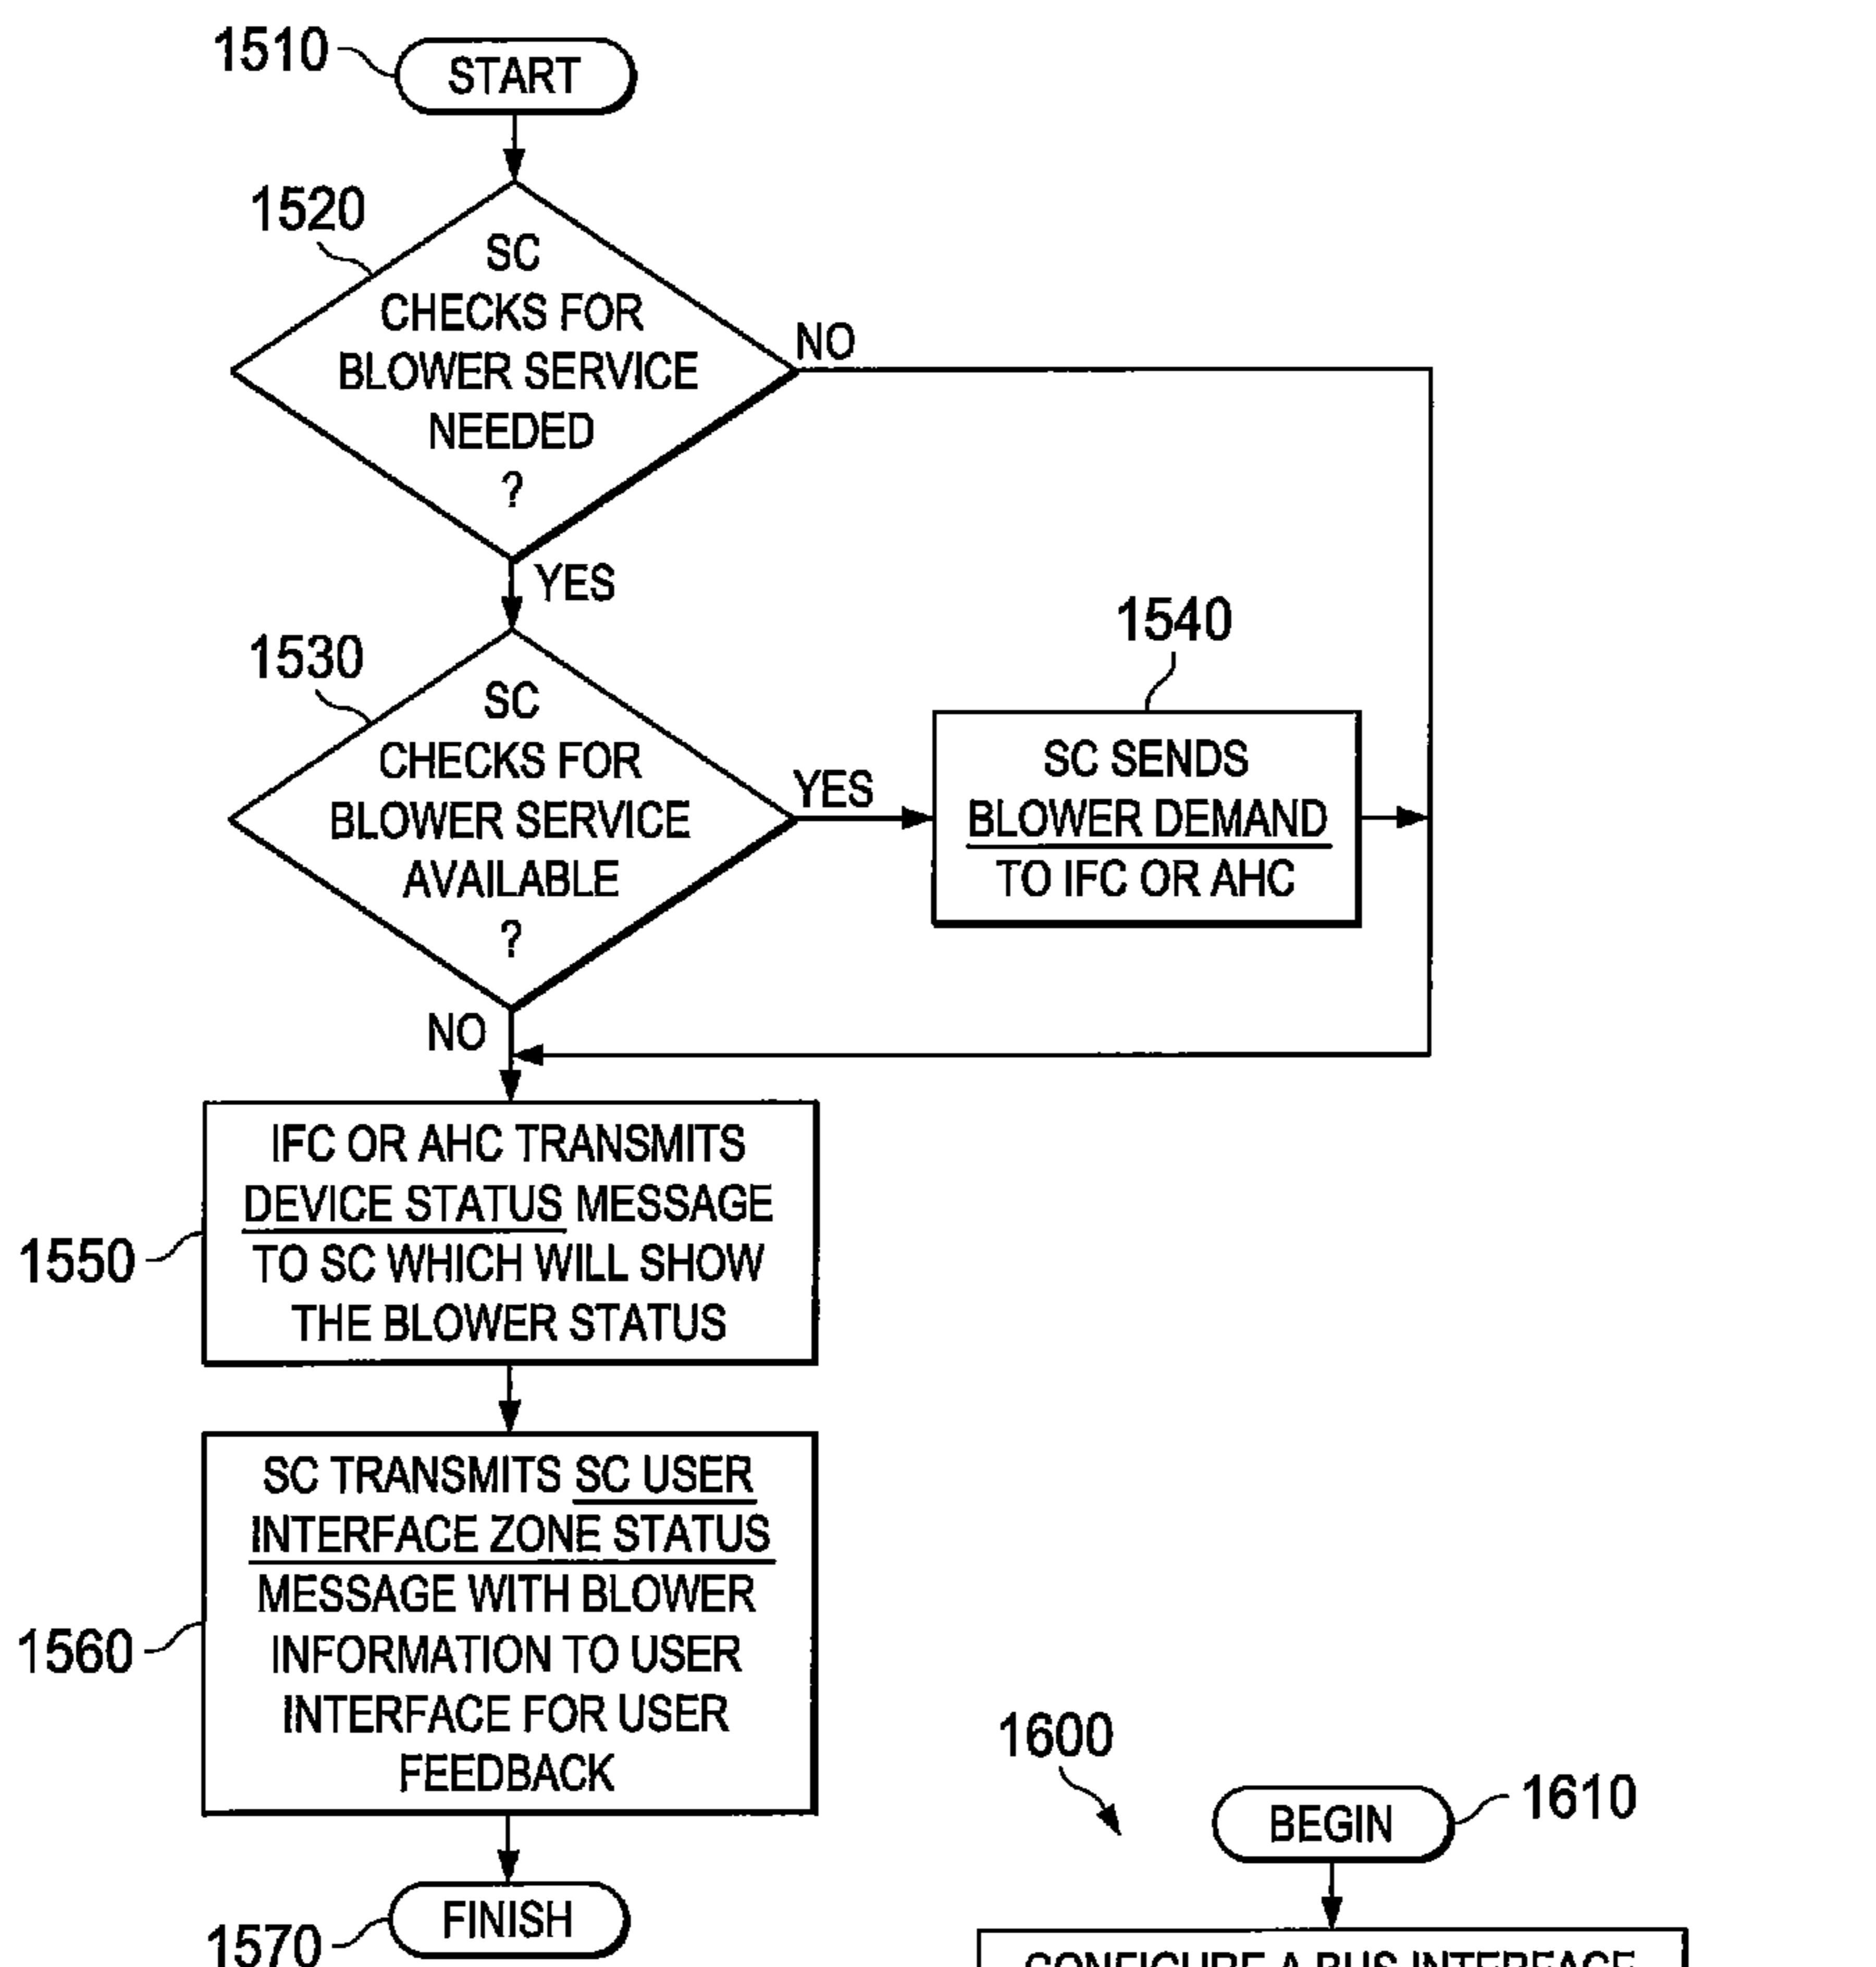 1510
START
1520
SC
CHECKS FOR
BLOWER SERVICE
NEEDED
?
NO
YES
1530
SC
CHECKS FOR
BLOWER SERVICE
AVAILABLE
?
YES
1540
SC SENDS
BLOWER DEMAND
TO IFC OR AHC
NO
1550
IFC OR AHC TRANSMITS
DEVICE STATUS MESSAGE
TO SC WHICH WILL SHOW
THE BLOWER STATUS
1560
SC TRANSMITS SC USER
INTERFACE ZONE STATUS
MESSAGE WITH BLOWER
INFORMATION TO USER
INTERFACE FOR USER
FEEDBACK
1570
FINISH
1600
BEGIN
1610
CONFIGURE A BUS INTERFACE